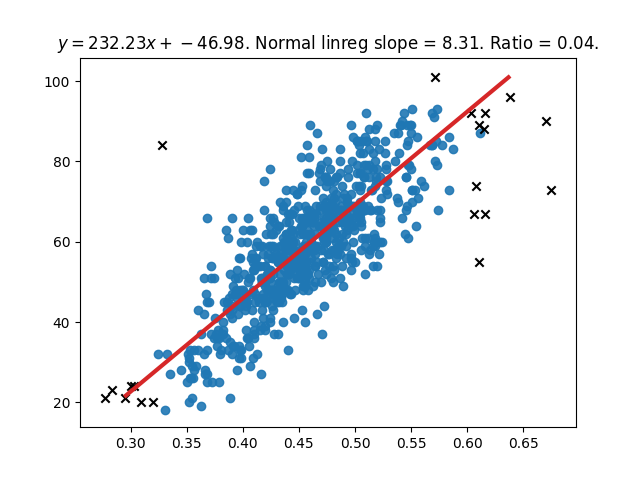 y = 232.23x + −46.98. Normal linreg slope = 8.31. Ratio = 0.04.
100
80
60
40
20
0.30 0.35 0.40 0.45 0.50 0.55 0.60 0.65